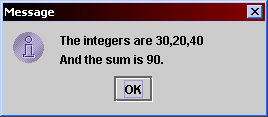 Message
The integers are 30,20,40
And the sum is 90.
OK